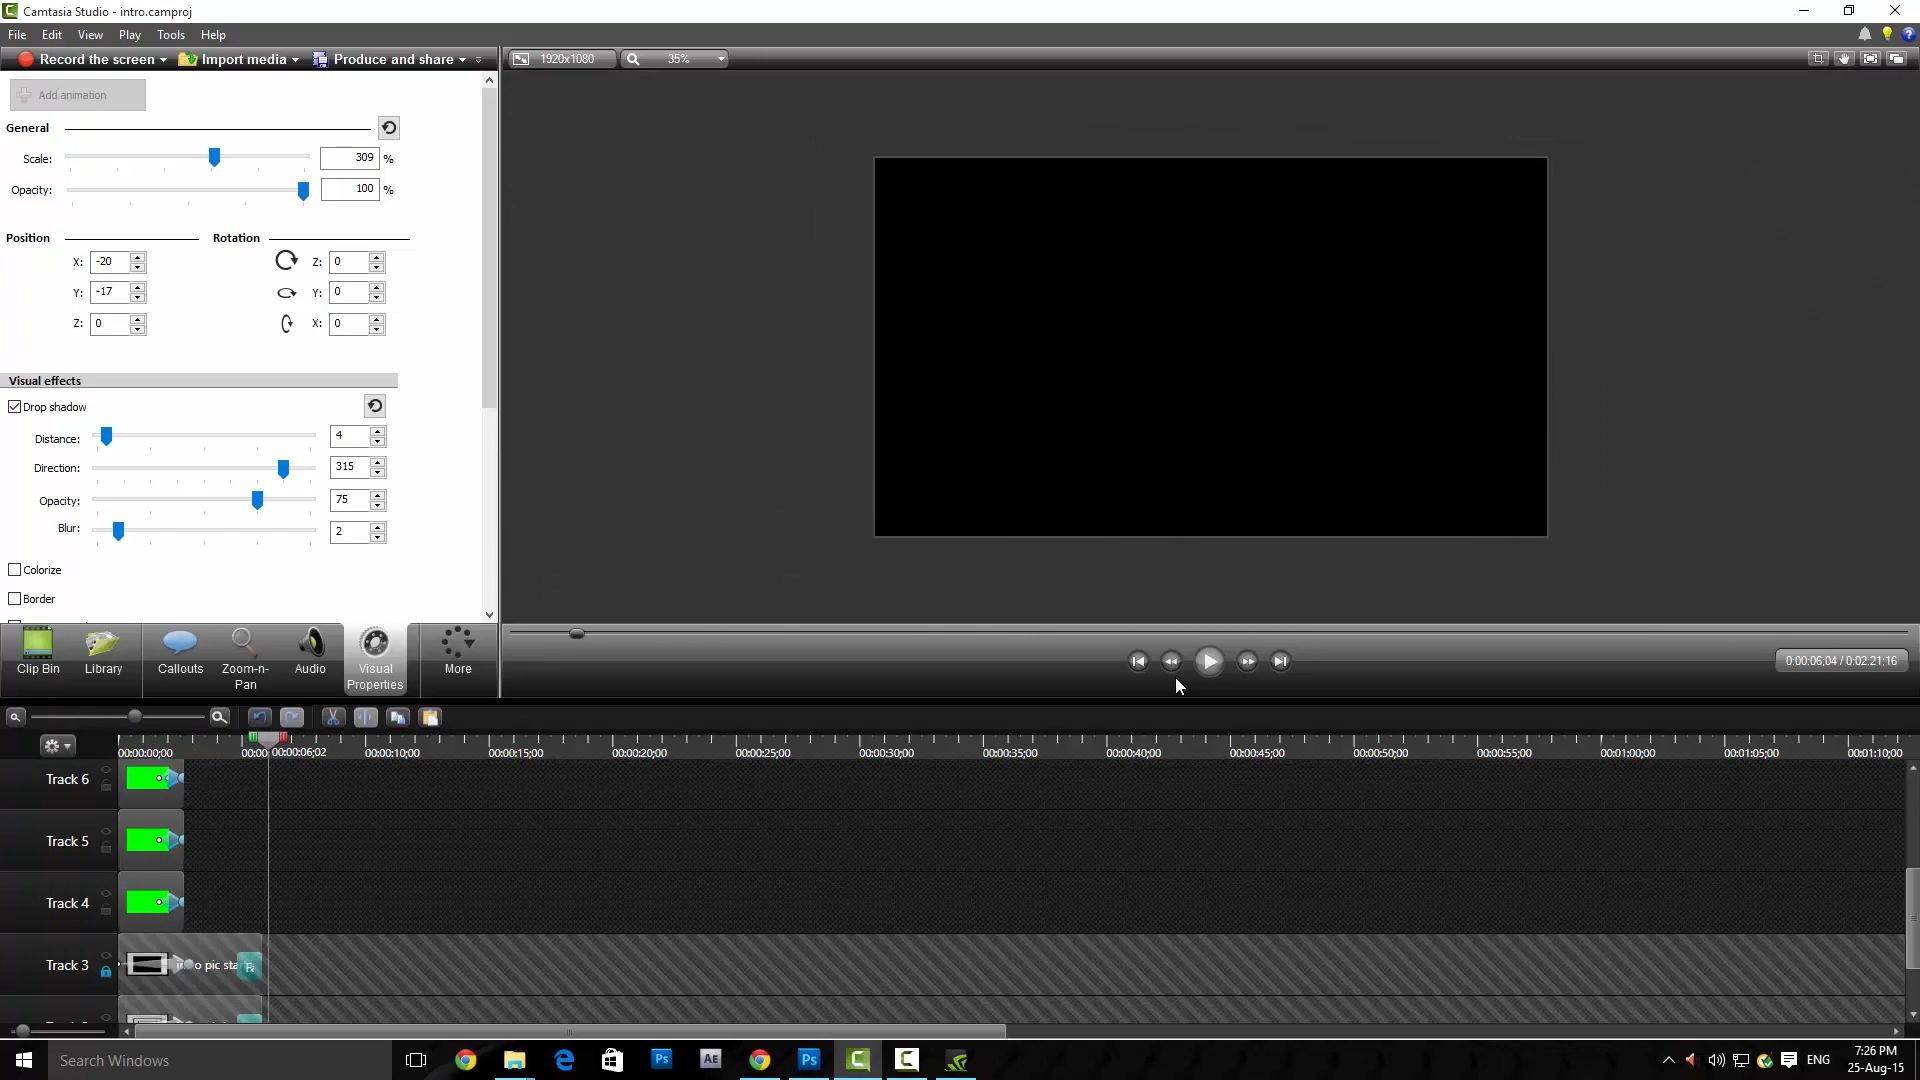 Camtasia Studio - intro.camproj
File Edit View Play Tools Help
Record the screen Import media Produce and share
1920x1080 35%
Add animation
General
Scale: 309 %
Opacity: 100 %
Position Rotation
X: -20 Z: 0
Y: -17 Y: 0
Z: 0 X: 0
Visual effects
Drop shadow
Distance: 4
Direction: 315
Opacity: 75
Blur: 2
Colorize
Border
Clip Bin
Library
Callouts
Zoom-n-
Pan
Audio
Visual
Properties
More
0:00:06;04 / 0:02:21;16
00:00:00;00 00:00 00:00:06;02 00:00:10;00 00:00:15;00 00:00:20;00 00:00:25;00 00:00:30;00 00:00:35;00 00:00:40;00 00:00:45;00 00:00:50;00 00:00:55;00 00:01:00;00 00:01:05;00 00:01:10;00
Track 6
Track 5
Track 4
Track 3
o pic sta
Search Windows
Ps AE Ps
ENG
7:26 PM
25-Aug-15